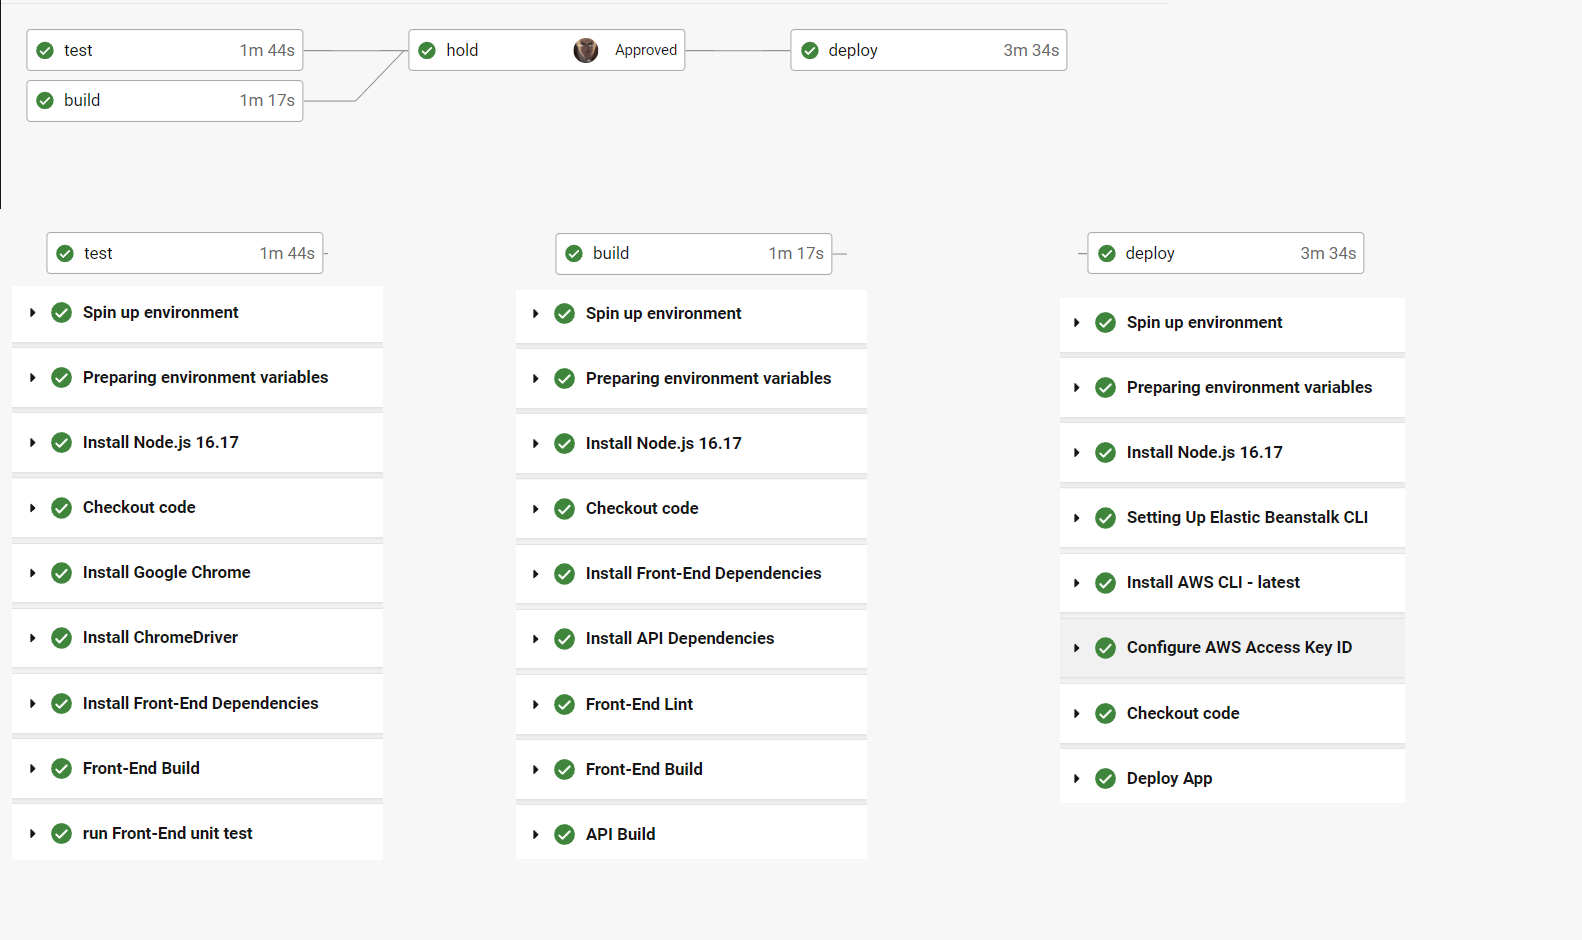 test 1m 44s
hold Approved
deploy 3m 34s
build 1m 17s
test 1m 44s
Spin up environment
Preparing environment variables
Install Node.js 16.17
Checkout code
Install Google Chrome
Install ChromeDriver
Install Front-End Dependencies
Front-End Build
run Front-End unit test
build 1m 17s
Spin up environment
Preparing environment variables
Install Node.js 16.17
Checkout code
Install Front-End Dependencies
Install API Dependencies
Front-End Lint
Front-End Build
API Build
deploy 3m 34s
Spin up environment
Preparing environment variables
Install Node.js 16.17
Setting Up Elastic Beanstalk CLI
Install AWS CLI - latest
Configure AWS Access Key ID
Checkout code
Deploy App